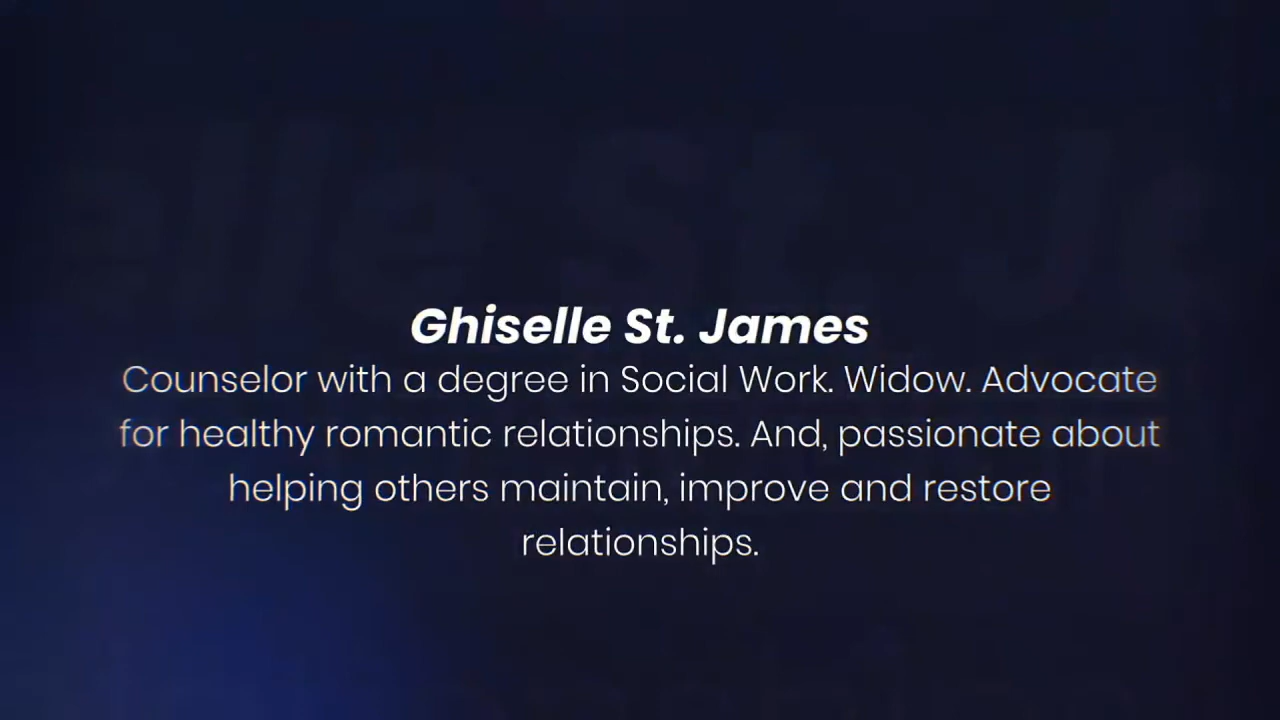 Ghiselle St. James
Counselor with a degree in Social Work. Widow. Advocate
for healthy romantic relationships. And, passionate about
helping others maintain, improve and restore
relationships.